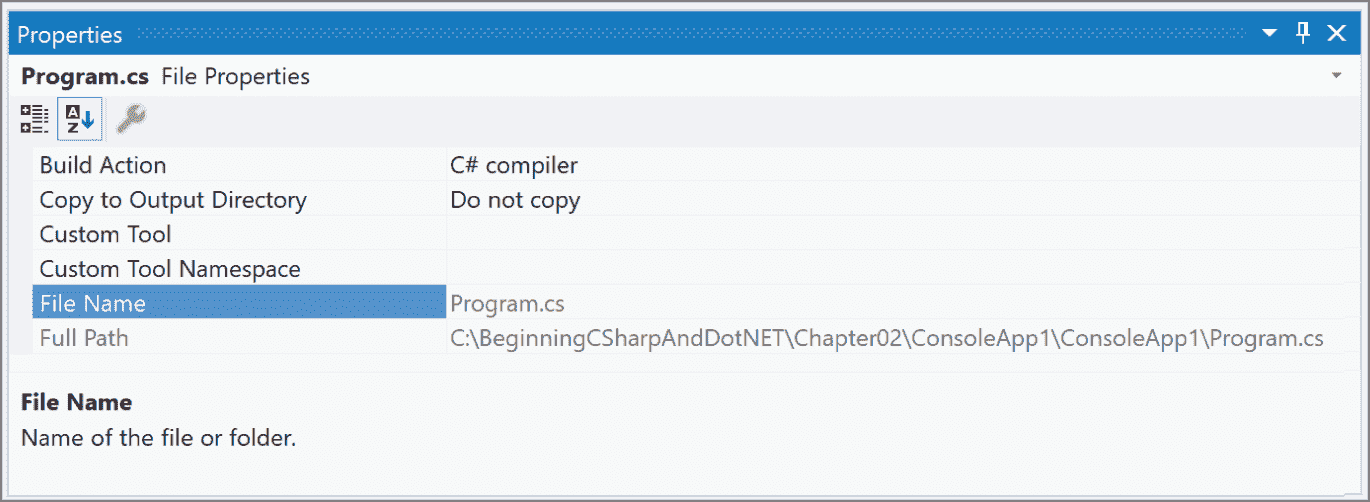 Properties
Program.cs File Properties
A Z
Build Action C# compiler
Copy to Output Directory Do not copy
Custom Tool
Custom Tool Namespace
File Name Program.cs
Full Path C:\BeginningCSharpAndDotNET\Chapter02\ConsoleApp1\ConsoleApp1\Program.cs
File Name
Name of the file or folder.